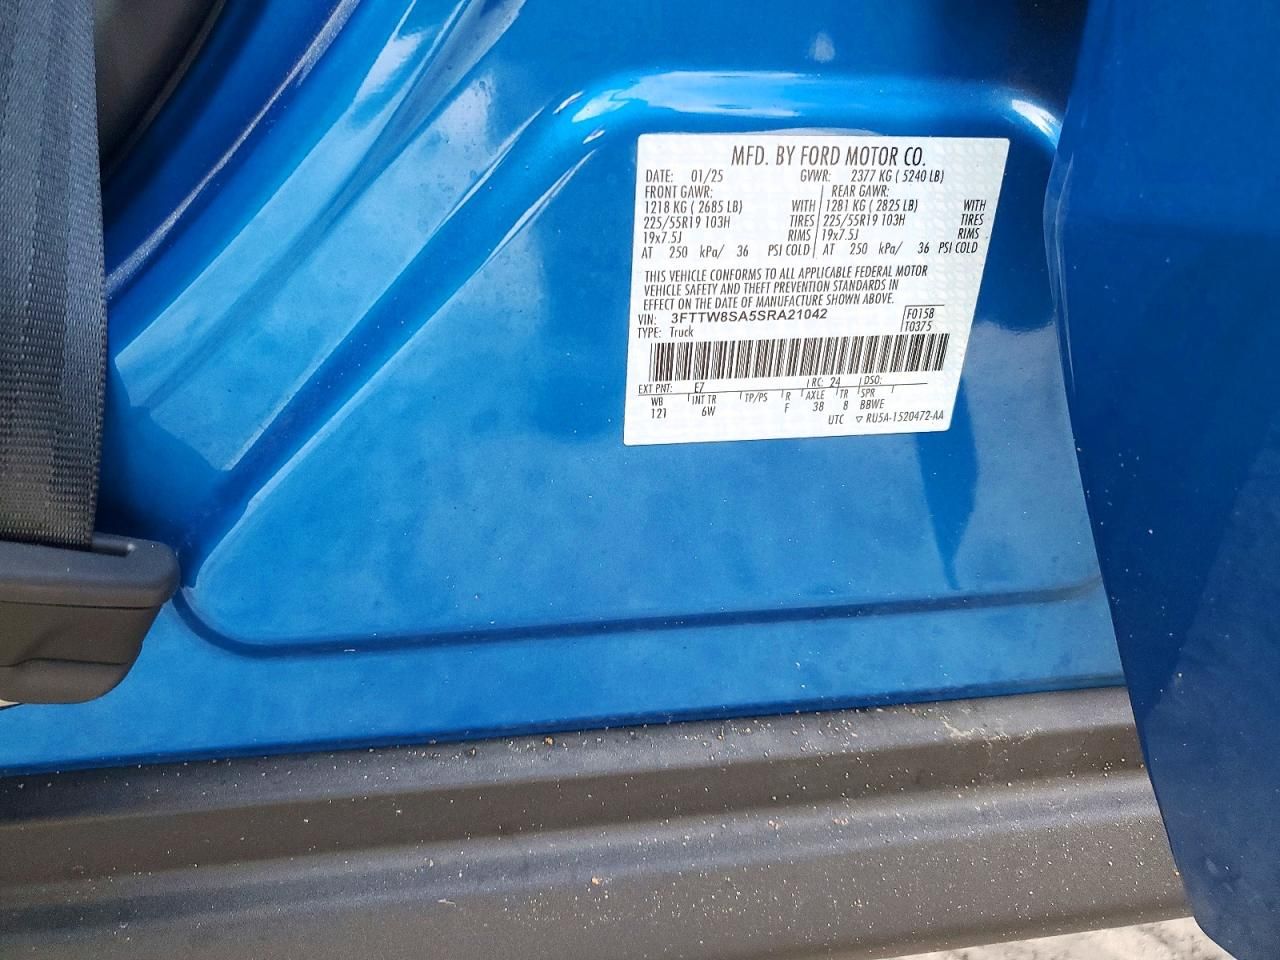 MFD. BY FORD MOTOR CO.
DATE: 01/25 GVWR: 2377 KG ( 5240 LB)
FRONT GAWR: REAR GAWR:
1218 KG ( 2685 LB) WITH 1281 KG ( 2825 LB) WITH
225/55R19 103H TIRES 225/55R19 103H TIRES
19x7.5J RIMS 19x7.5J RIMS
AT 250 kPa/ 36 PSI COLD AT 250 kPa/ 36 PSI COLD
THIS VEHICLE CONFORMS TO ALL APPLICABLE FEDERAL MOTOR
VEHICLE SAFETY AND THEFT PREVENTION STANDARDS IN
EFFECT ON THE DATE OF MANUFACTURE SHOWN ABOVE.
VIN: 3FTTW8SA5SRA21042 F0158
TYPE: Truck T0375
EXT PNT: E7 RC: 24 DSO:
WB INT TR TP/PS R AXLE TR SPR
121 6W F 38 8 BBWE
UTC ▽ RU5A-1520472-AA